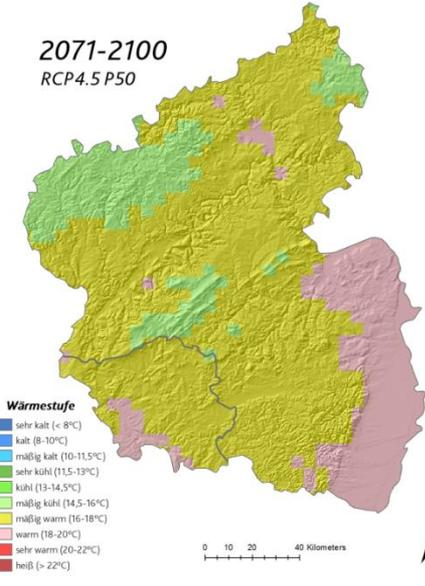 2071-2100
RCP4.5 P50
Wärmestufe
sehr kalt (< 8°C)
kalt (8-10°C)
mäßig kalt (10-11,5°C)
sehr kühl (11,5-13°C)
kühl (13-14,5°C)
mäßig kühl (14,5-16°C)
mäßig warm (16-18°C)
warm (18-20°C)
sehr warm (20-22°C)
heiß (> 22°C)
0 10 20 40 Kilometers